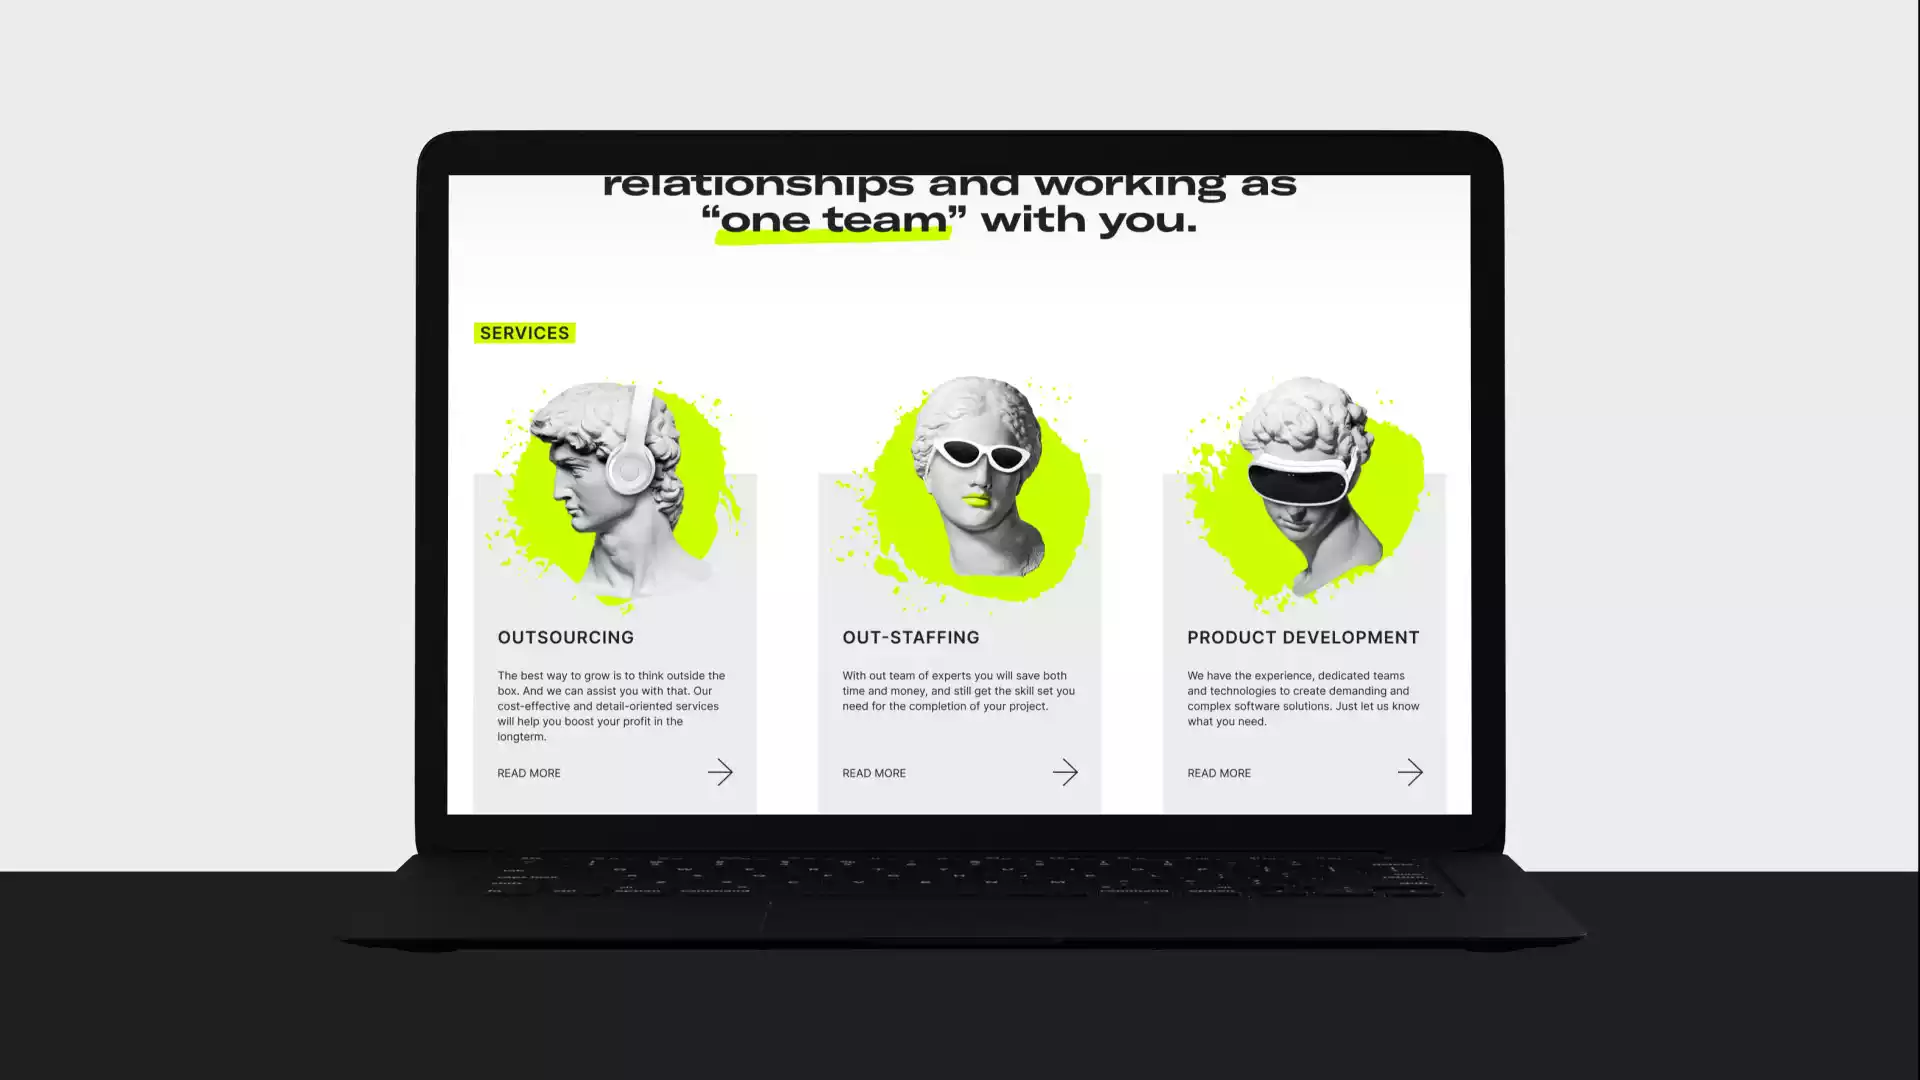 relationships and working as
“one team” with you.
SERVICES
OUTSOURCING
The best way to grow is to think outside the
box. And we can assist you with that. Our
cost-effective and detail-oriented services
will help you boost your profit in the
longterm.
READ MORE
OUT-STAFFING
With out team of experts you will save both
time and money, and still get the skill set you
need for the completion of your project.
READ MORE
PRODUCT DEVELOPMENT
We have the experience, dedicated teams
and technologies to create demanding and
complex software solutions. Just let us know
what you need.
READ MORE